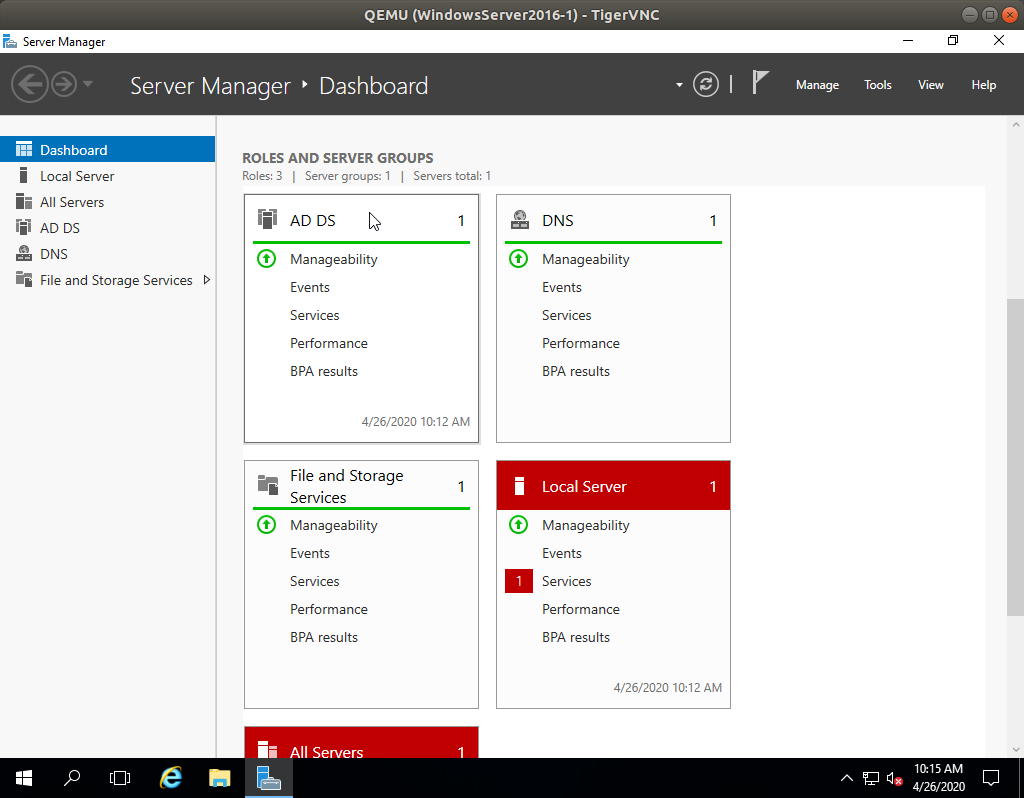 QEMU (WindowsServer2016-1) - TigerVNC
Server Manager
Server Manager ‣ Dashboard
Manage Tools View Help
Dashboard
Local Server
All Servers
AD DS
DNS
File and Storage Services
ROLES AND SERVER GROUPS
Roles: 3 | Server groups: 1 | Servers total: 1
AD DS 1
Manageability
Events
Services
Performance
BPA results
4/26/2020 10:12 AM
DNS 1
Manageability
Events
Services
Performance
BPA results
File and Storage
Services 1
Manageability
Events
Services
Performance
BPA results
Local Server 1
Manageability
Events
1 Services
Performance
BPA results
4/26/2020 10:12 AM
All Servers 1
10:15 AM
4/26/2020